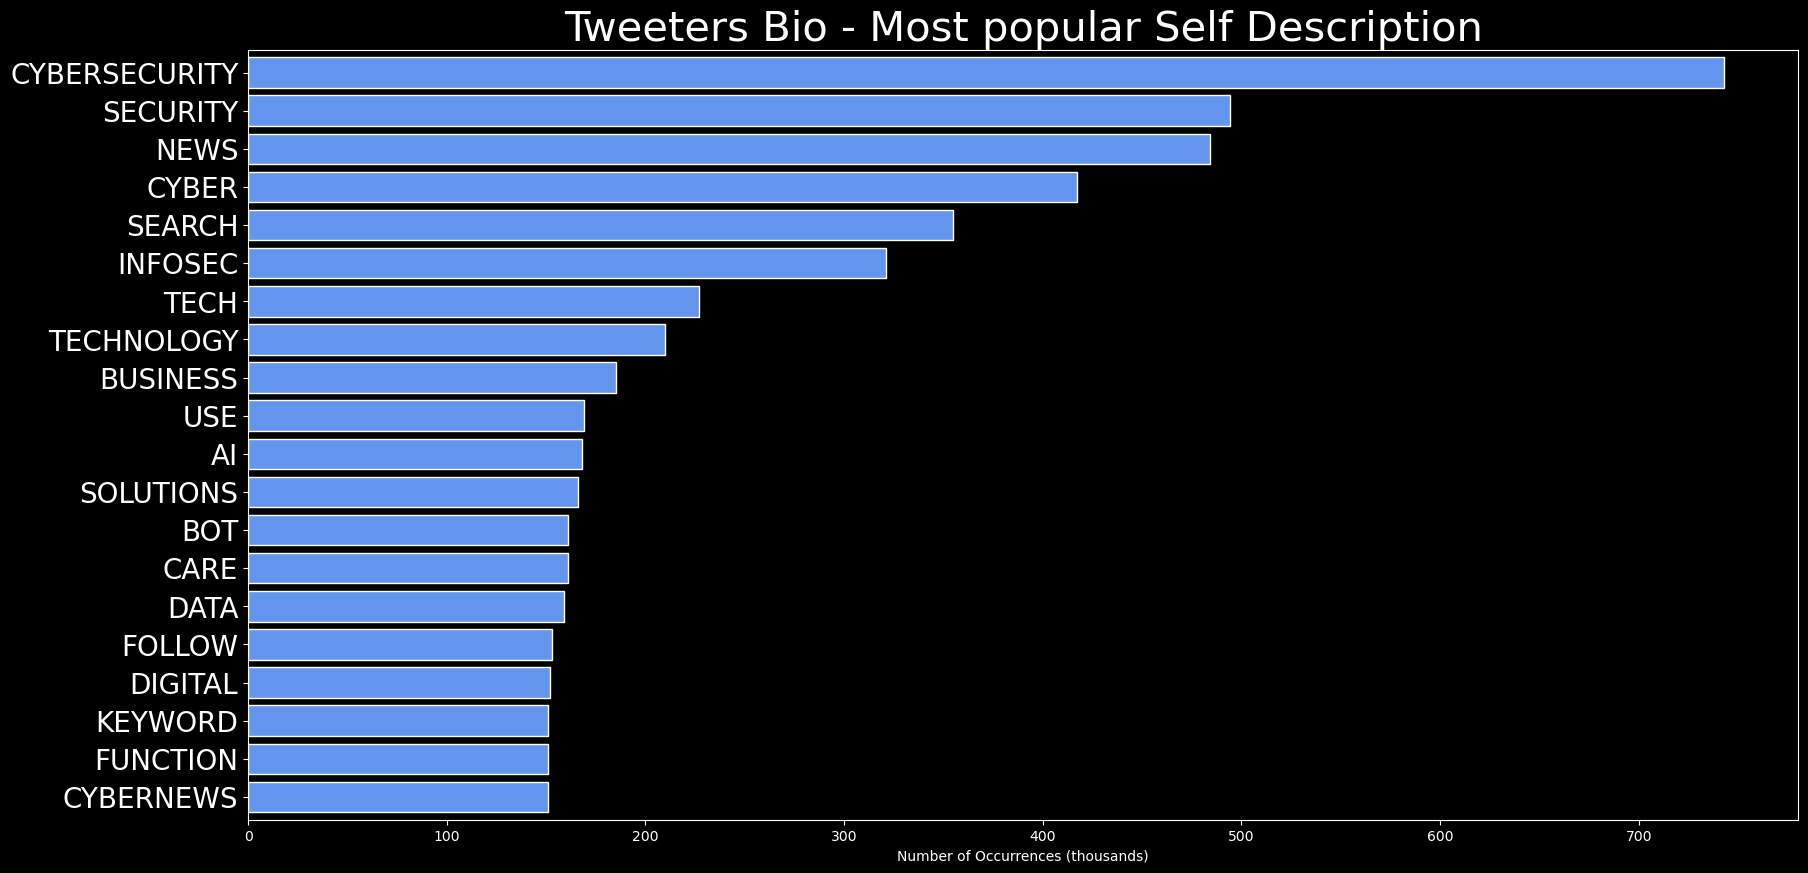 Tweeters Bio - Most popular Self Description
CYBERSECURITY
SECURITY
NEWS
CYBER
SEARCH
INFOSEC
TECH
TECHNOLOGY
BUSINESS
USE
AI
SOLUTIONS
BOT
CARE
DATA
FOLLOW
DIGITAL
KEYWORD
FUNCTION
CYBERNEWS
0 100 200 300 400 500 600 700
Number of Occurrences (thousands)